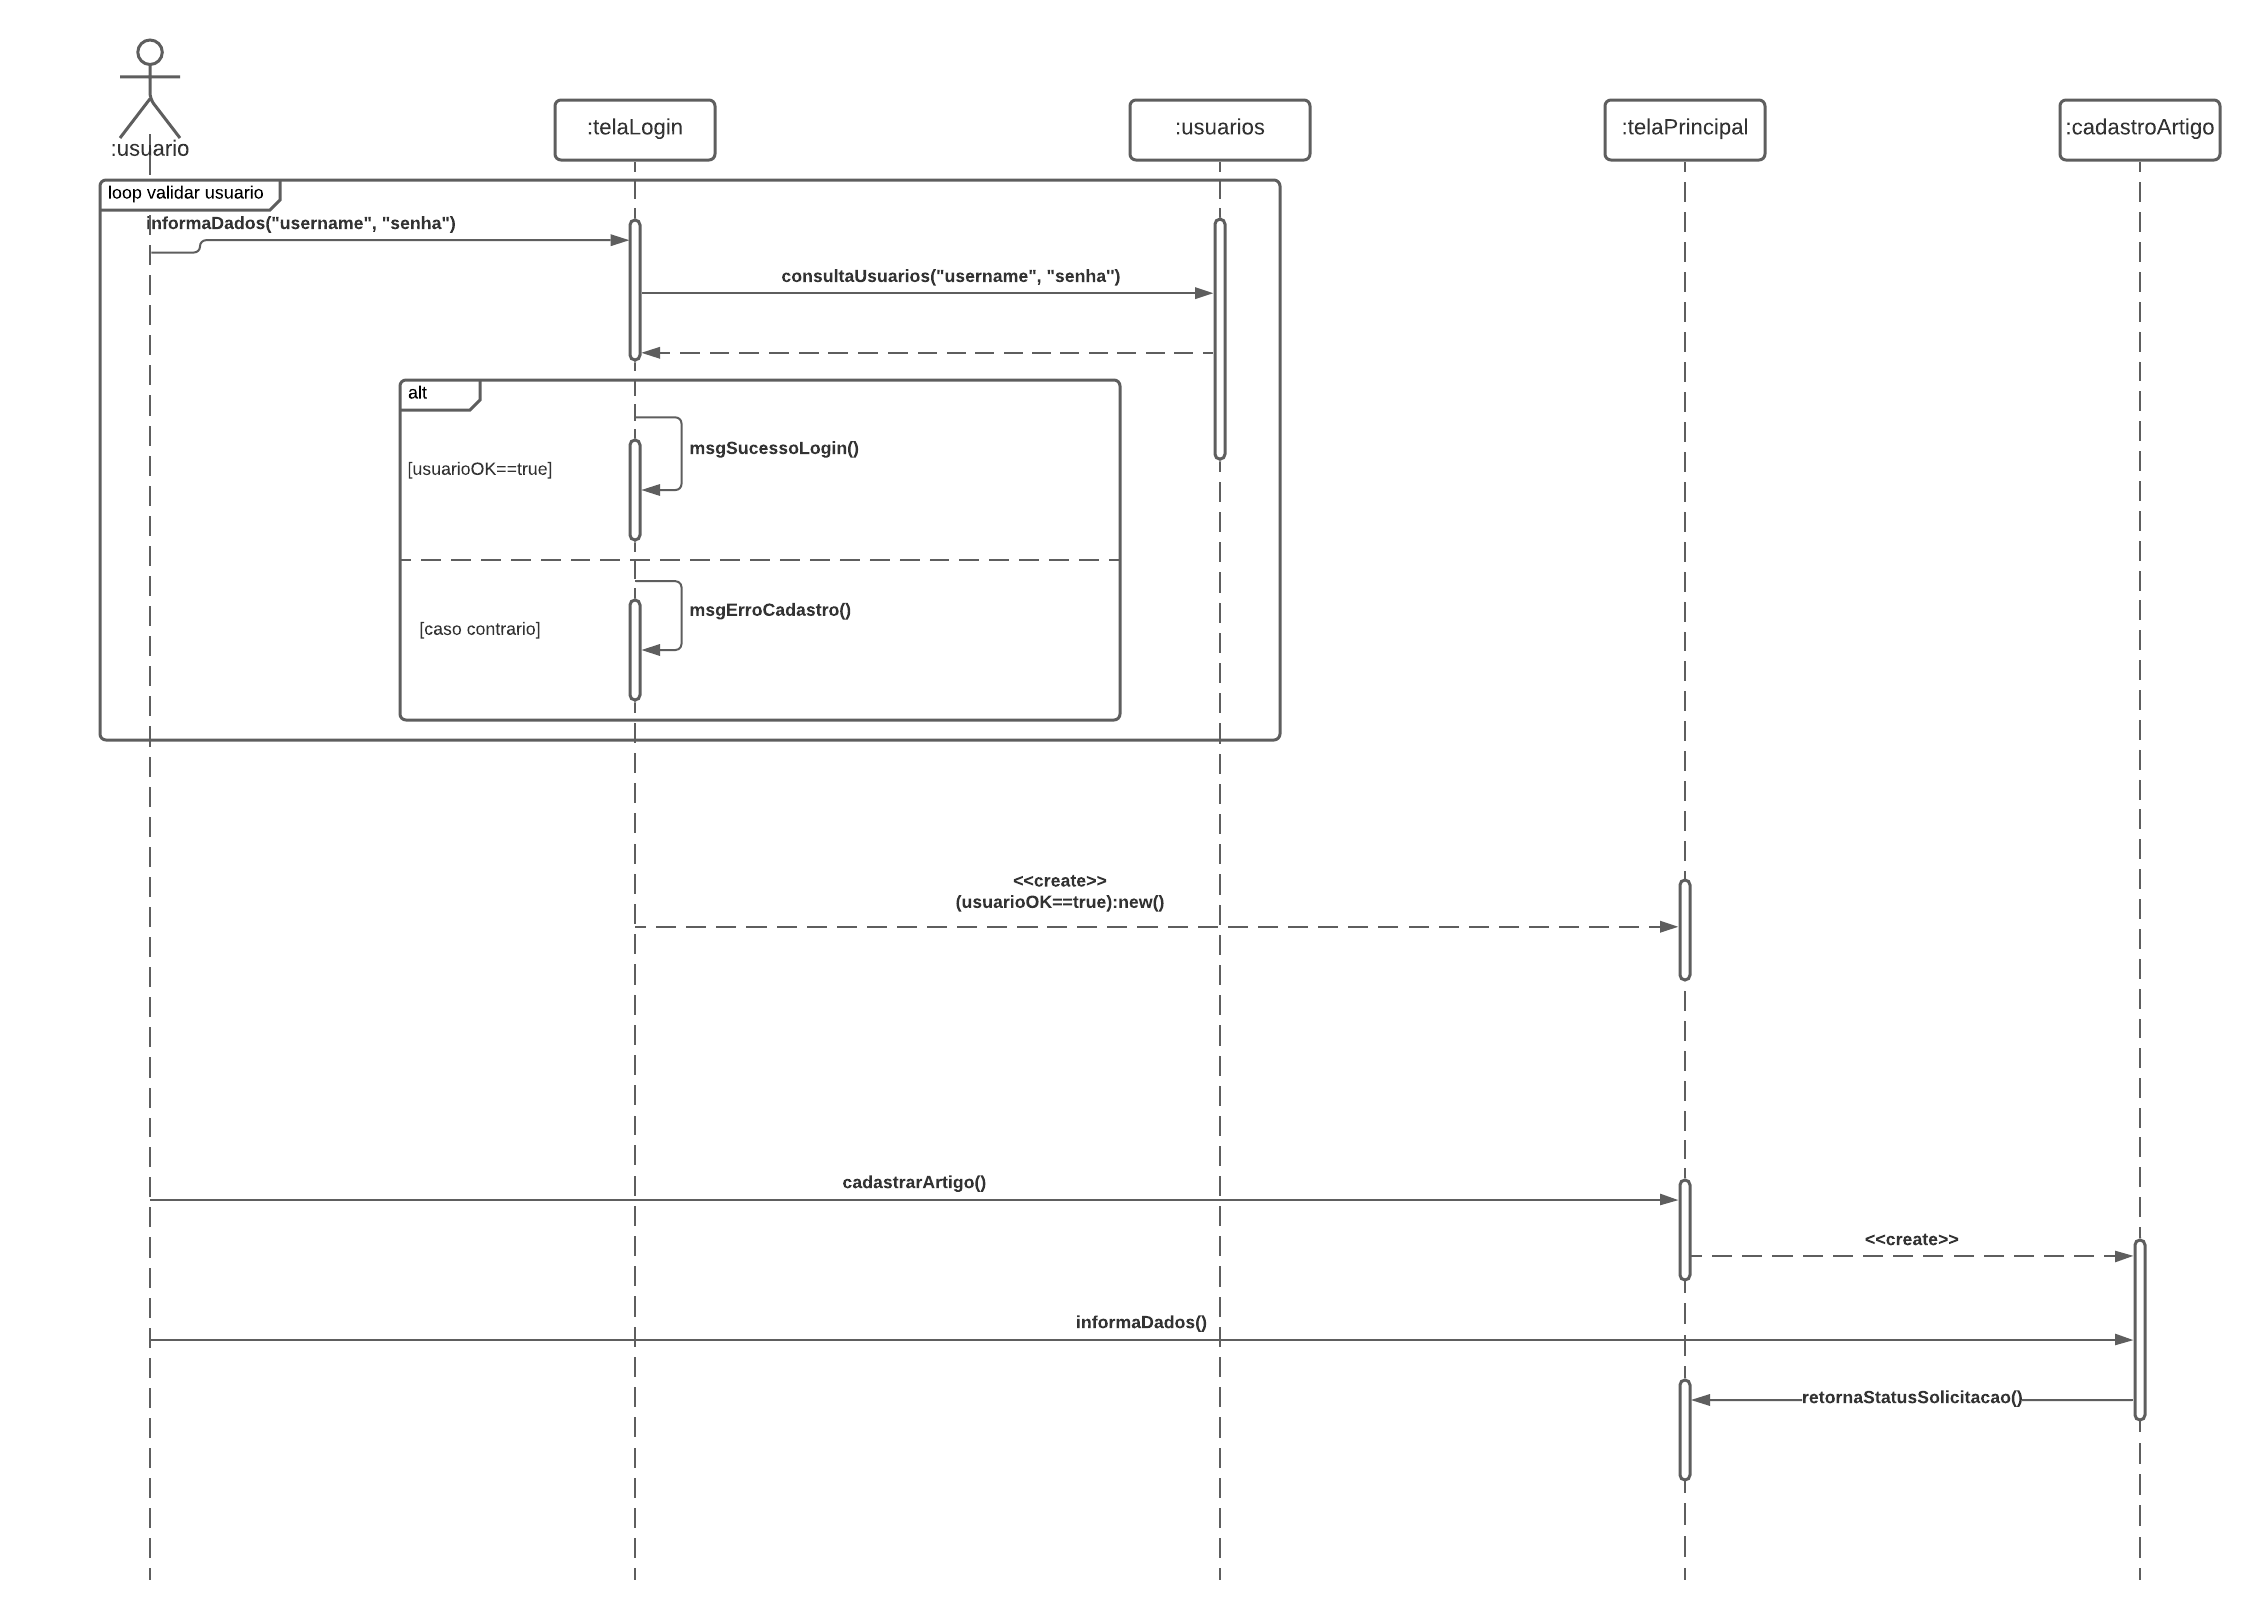 :usuario
:telaLogin
:usuarios
:telaPrincipal
:cadastroArtigo
loop validar usuario
informaDados("username", "senha")
consultaUsuarios("username", "senha")
alt
msgSucessoLogin()
[usuarioOK==true]
msgErroCadastro()
[caso contrario]
<<create>>
(usuarioOK==true):new()
cadastrarArtigo()
<<create>>
informaDados()
retornaStatusSolicitacao()